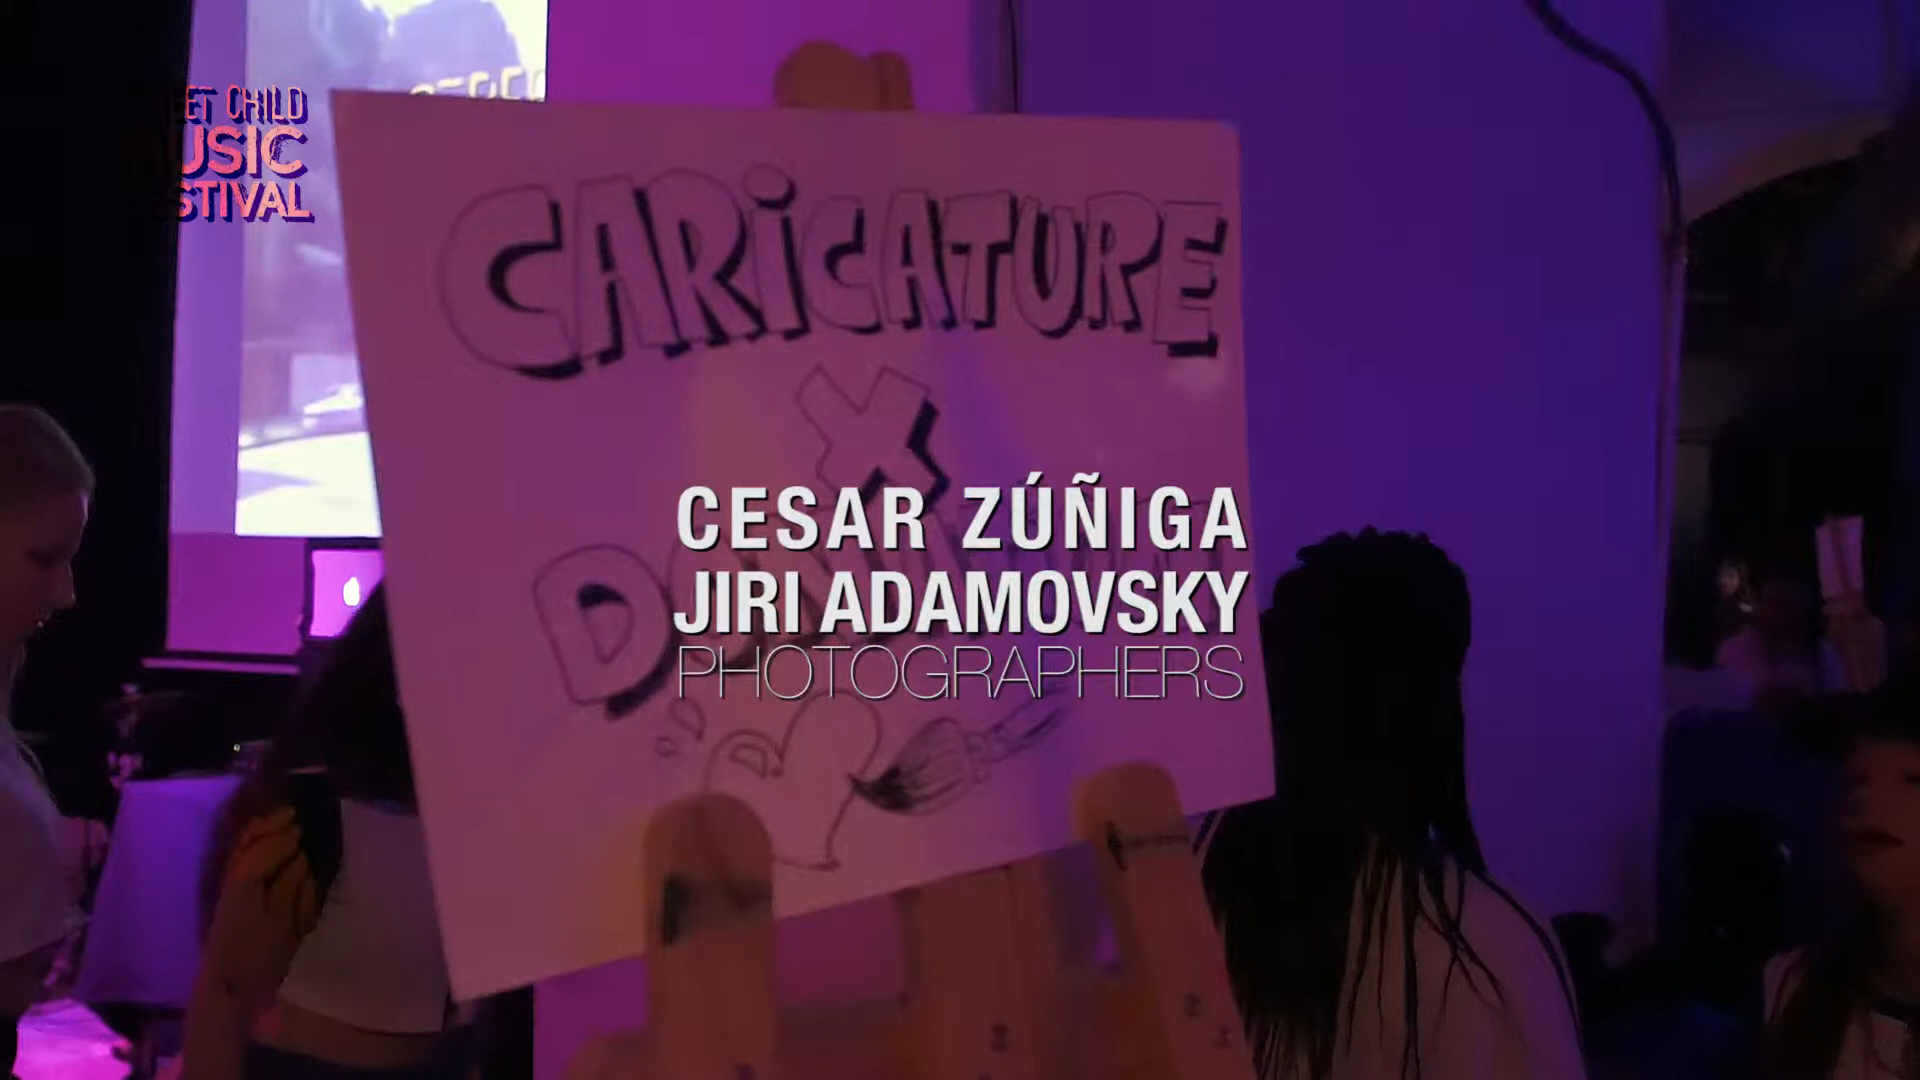 ET CHILD
USIC
STIVAL
CARiCATURE
X
CESAR ZÚÑIGA
JIRI ADAMOVSKY
PHOTOGRAPHERS